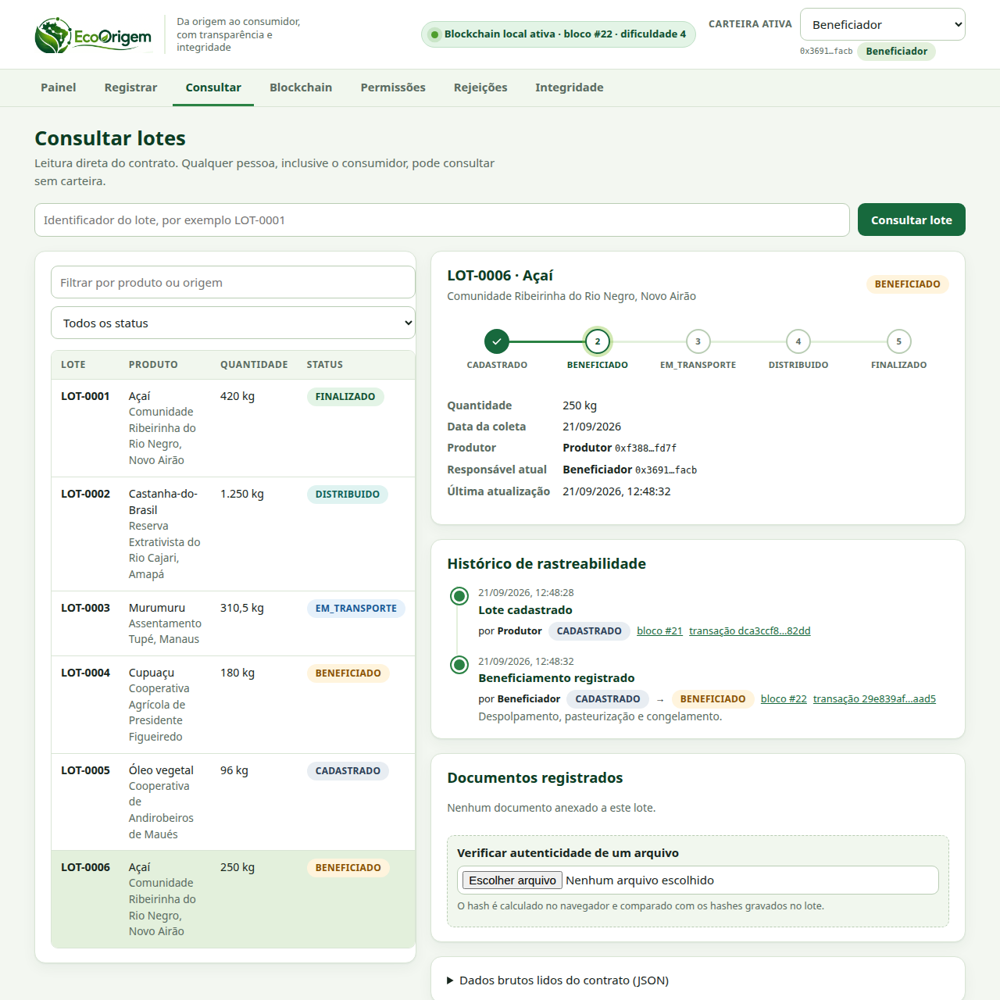 EcoOrigem
Da origem ao consumidor,
com transparência e
integridade
Blockchain local ativa · bloco #22 · dificuldade 4
CARTEIRA ATIVA
Beneficiador
0x3691…facb
Beneficiador
Painel
Registrar
Consultar
Blockchain
Permissões
Rejeições
Integridade
Consultar lotes
Leitura direta do contrato. Qualquer pessoa, inclusive o consumidor, pode consultar
sem carteira.
Identificador do lote, por exemplo LOT-0001
Consultar lote
Filtrar por produto ou origem
Todos os status
LOTE PRODUTO QUANTIDADE STATUS
LOT-0001 Açaí 420 kg FINALIZADO
Comunidade
Ribeirinha do
Rio Negro,
Novo Airão
LOT-0002 Castanha-do- 1.250 kg DISTRIBUIDO
Brasil
Reserva
Extrativista do
Rio Cajari,
Amapá
LOT-0003 Murumuru 310,5 kg EM_TRANSPORTE
Assentamento
Tupé, Manaus
LOT-0004 Cupuaçu 180 kg BENEFICIADO
Cooperativa
Agrícola de
Presidente
Figueiredo
LOT-0005 Óleo vegetal 96 kg CADASTRADO
Cooperativa
de
Andirobeiros
de Maués
LOT-0006 Açaí 250 kg BENEFICIADO
Comunidade
Ribeirinha do
Rio Negro,
Novo Airão
LOT-0006 · Açaí
Comunidade Ribeirinha do Rio Negro, Novo Airão
BENEFICIADO
2 3 4 5
CADASTRADO BENEFICIADO EM_TRANSPORTE DISTRIBUIDO FINALIZADO
Quantidade 250 kg
Data da coleta 21/09/2026
Produtor Produtor 0xf388…fd7f
Responsável atual Beneficiador 0x3691…facb
Última atualização 21/09/2026, 12:48:32
Histórico de rastreabilidade
21/09/2026, 12:48:28
Lote cadastrado
por Produtor CADASTRADO bloco #21 transação dca3ccf8…82dd
21/09/2026, 12:48:32
Beneficiamento registrado
por Beneficiador CADASTRADO → BENEFICIADO bloco #22 transação 29e839af…aad5
Despolpamento, pasteurização e congelamento.
Documentos registrados
Nenhum documento anexado a este lote.
Verificar autenticidade de um arquivo
Escolher arquivo Nenhum arquivo escolhido
O hash é calculado no navegador e comparado com os hashes gravados no lote.
Dados brutos lidos do contrato (JSON)